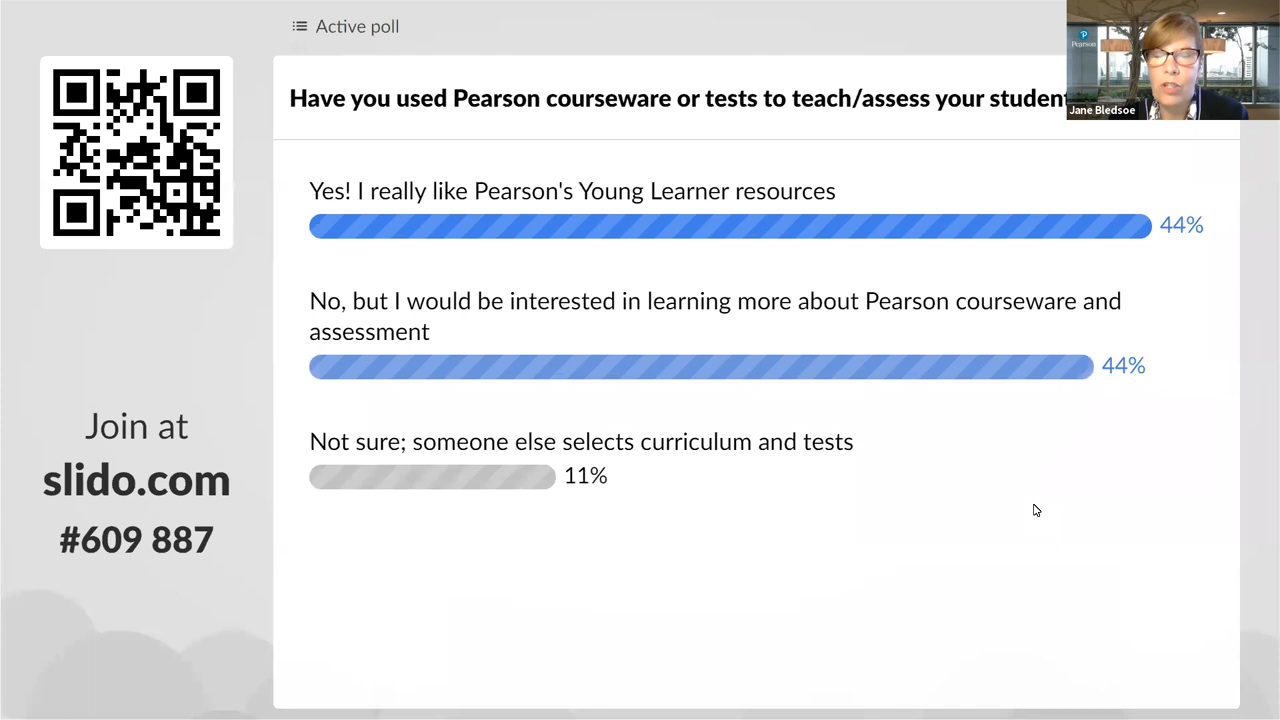 Active poll
Pearson
Have you used Pearson courseware or tests to teach/assess your
Jane Bledsoe
Yes! I really like Pearson's Young Learner resources
44%
No, but I would be interested in learning more about Pearson courseware and
assessment
44%
Not sure; someone else selects curriculum and tests
11%
Join at
slido.com
#609 887